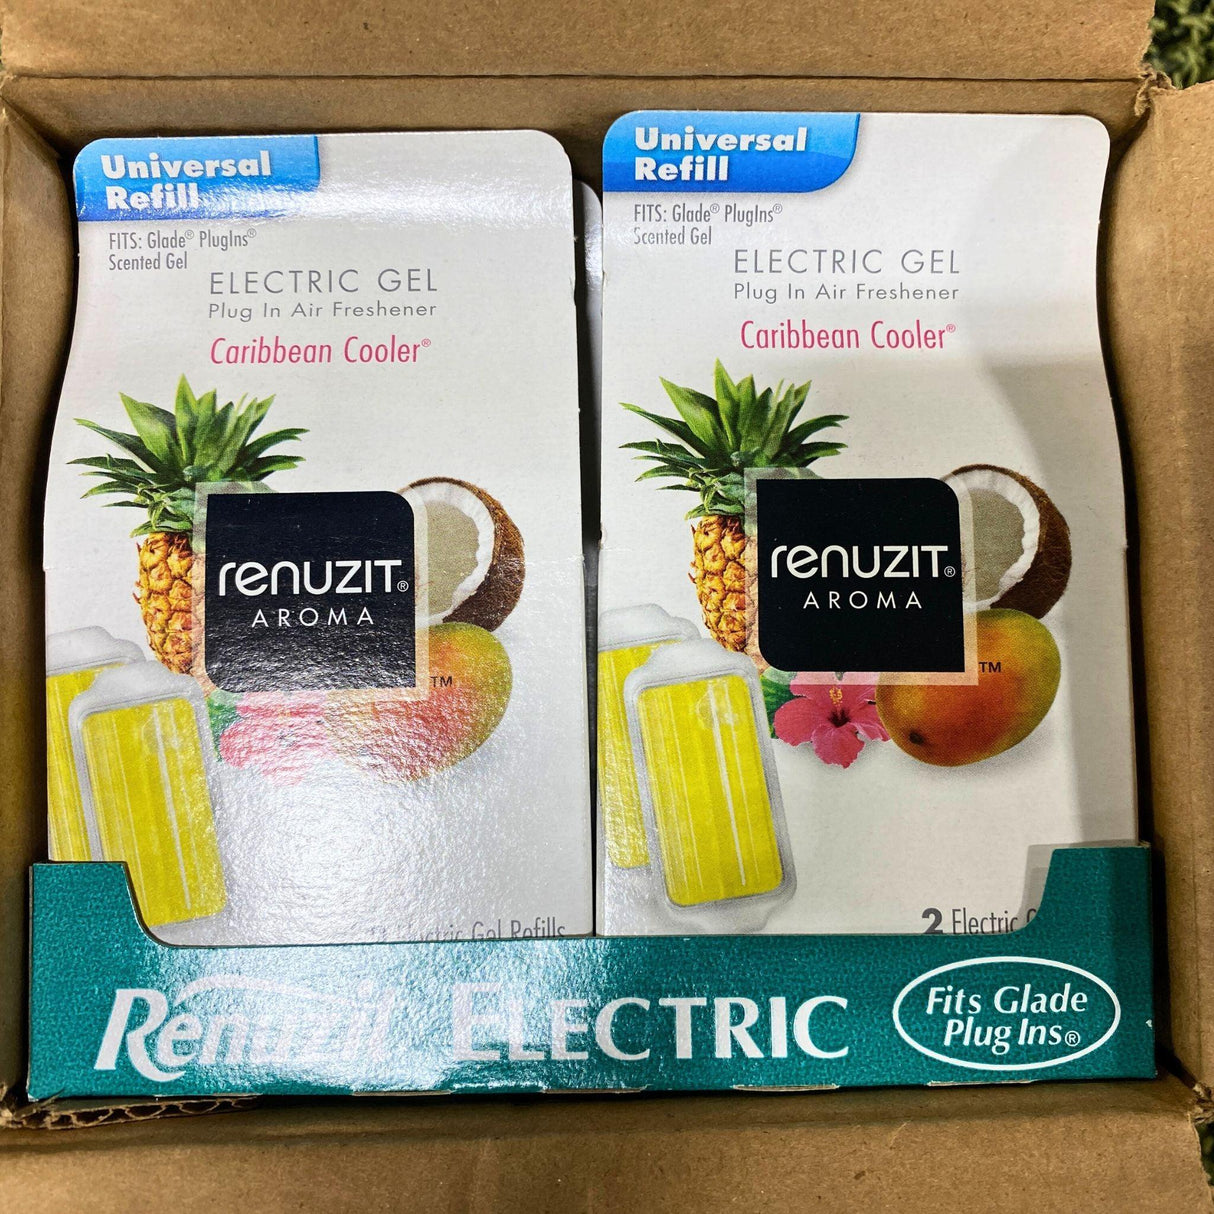 Universal
Refill
FITS: Glade® PlugIns®
Scented Gel
ELECTRIC GEL
Plug In Air Freshener
Caribbean Cooler®
renuzit®
AROMA
TM
Electric Gel Refills
Universal
Refill
FITS: Glade® PlugIns®
Scented Gel
ELECTRIC GEL
Plug In Air Freshener
Caribbean Cooler®
renuzit®
AROMA
TM
2 Electric
Renuzit ELECTRIC
Fits Glade
Plug Ins®